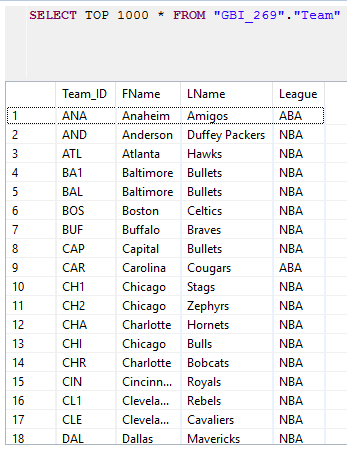 SELECT TOP 1000 * FROM "GBI_269"."Team"
Team_ID FName LName League
1 ANA Anaheim Amigos ABA
2 AND Anderson Duffey Packers NBA
3 ATL Atlanta Hawks NBA
4 BA1 Baltimore Bullets NBA
5 BAL Baltimore Bullets NBA
6 BOS Boston Celtics NBA
7 BUF Buffalo Braves NBA
8 CAP Capital Bullets NBA
9 CAR Carolina Cougars ABA
10 CH1 Chicago Stags NBA
11 CH2 Chicago Zephyrs NBA
12 CHA Charlotte Hornets NBA
13 CHI Chicago Bulls NBA
14 CHR Charlotte Bobcats NBA
15 CIN Cincinn... Royals NBA
16 CL1 Clevela... Rebels NBA
17 CLE Clevela... Cavaliers NBA
18 DAL Dallas Mavericks NBA